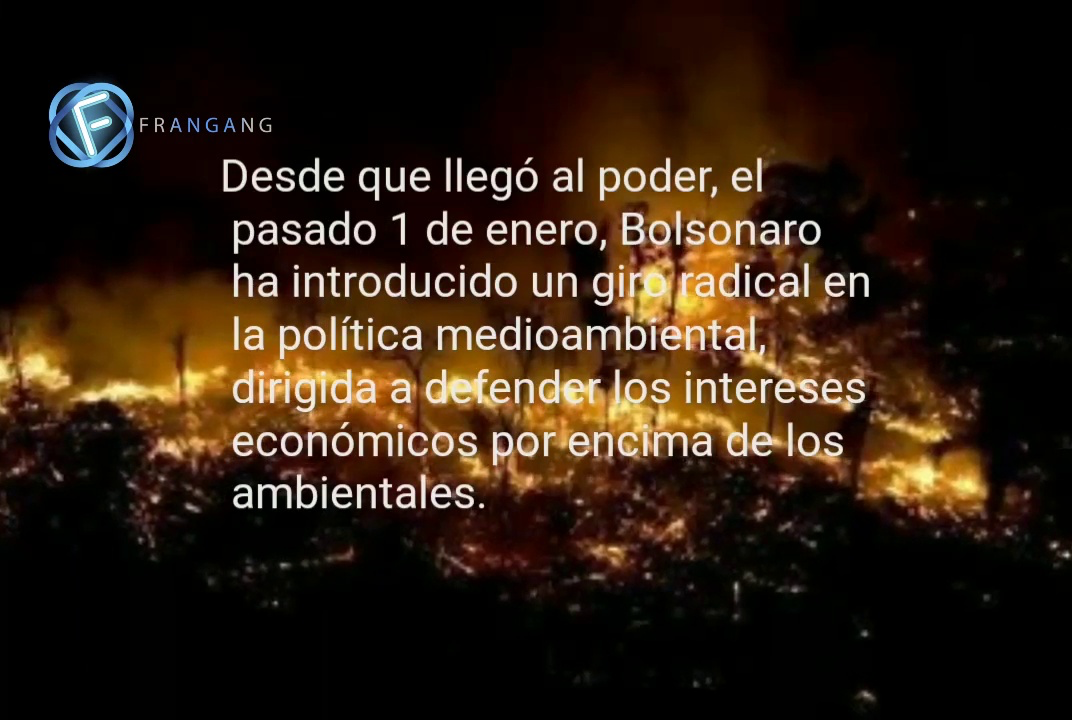 FRANGANG
Desde que llegó al poder, el
pasado 1 de enero, Bolsonaro
ha introducido un giro radical en
la política medioambiental,
dirigida a defender los intereses
económicos por encima de los
ambientales.